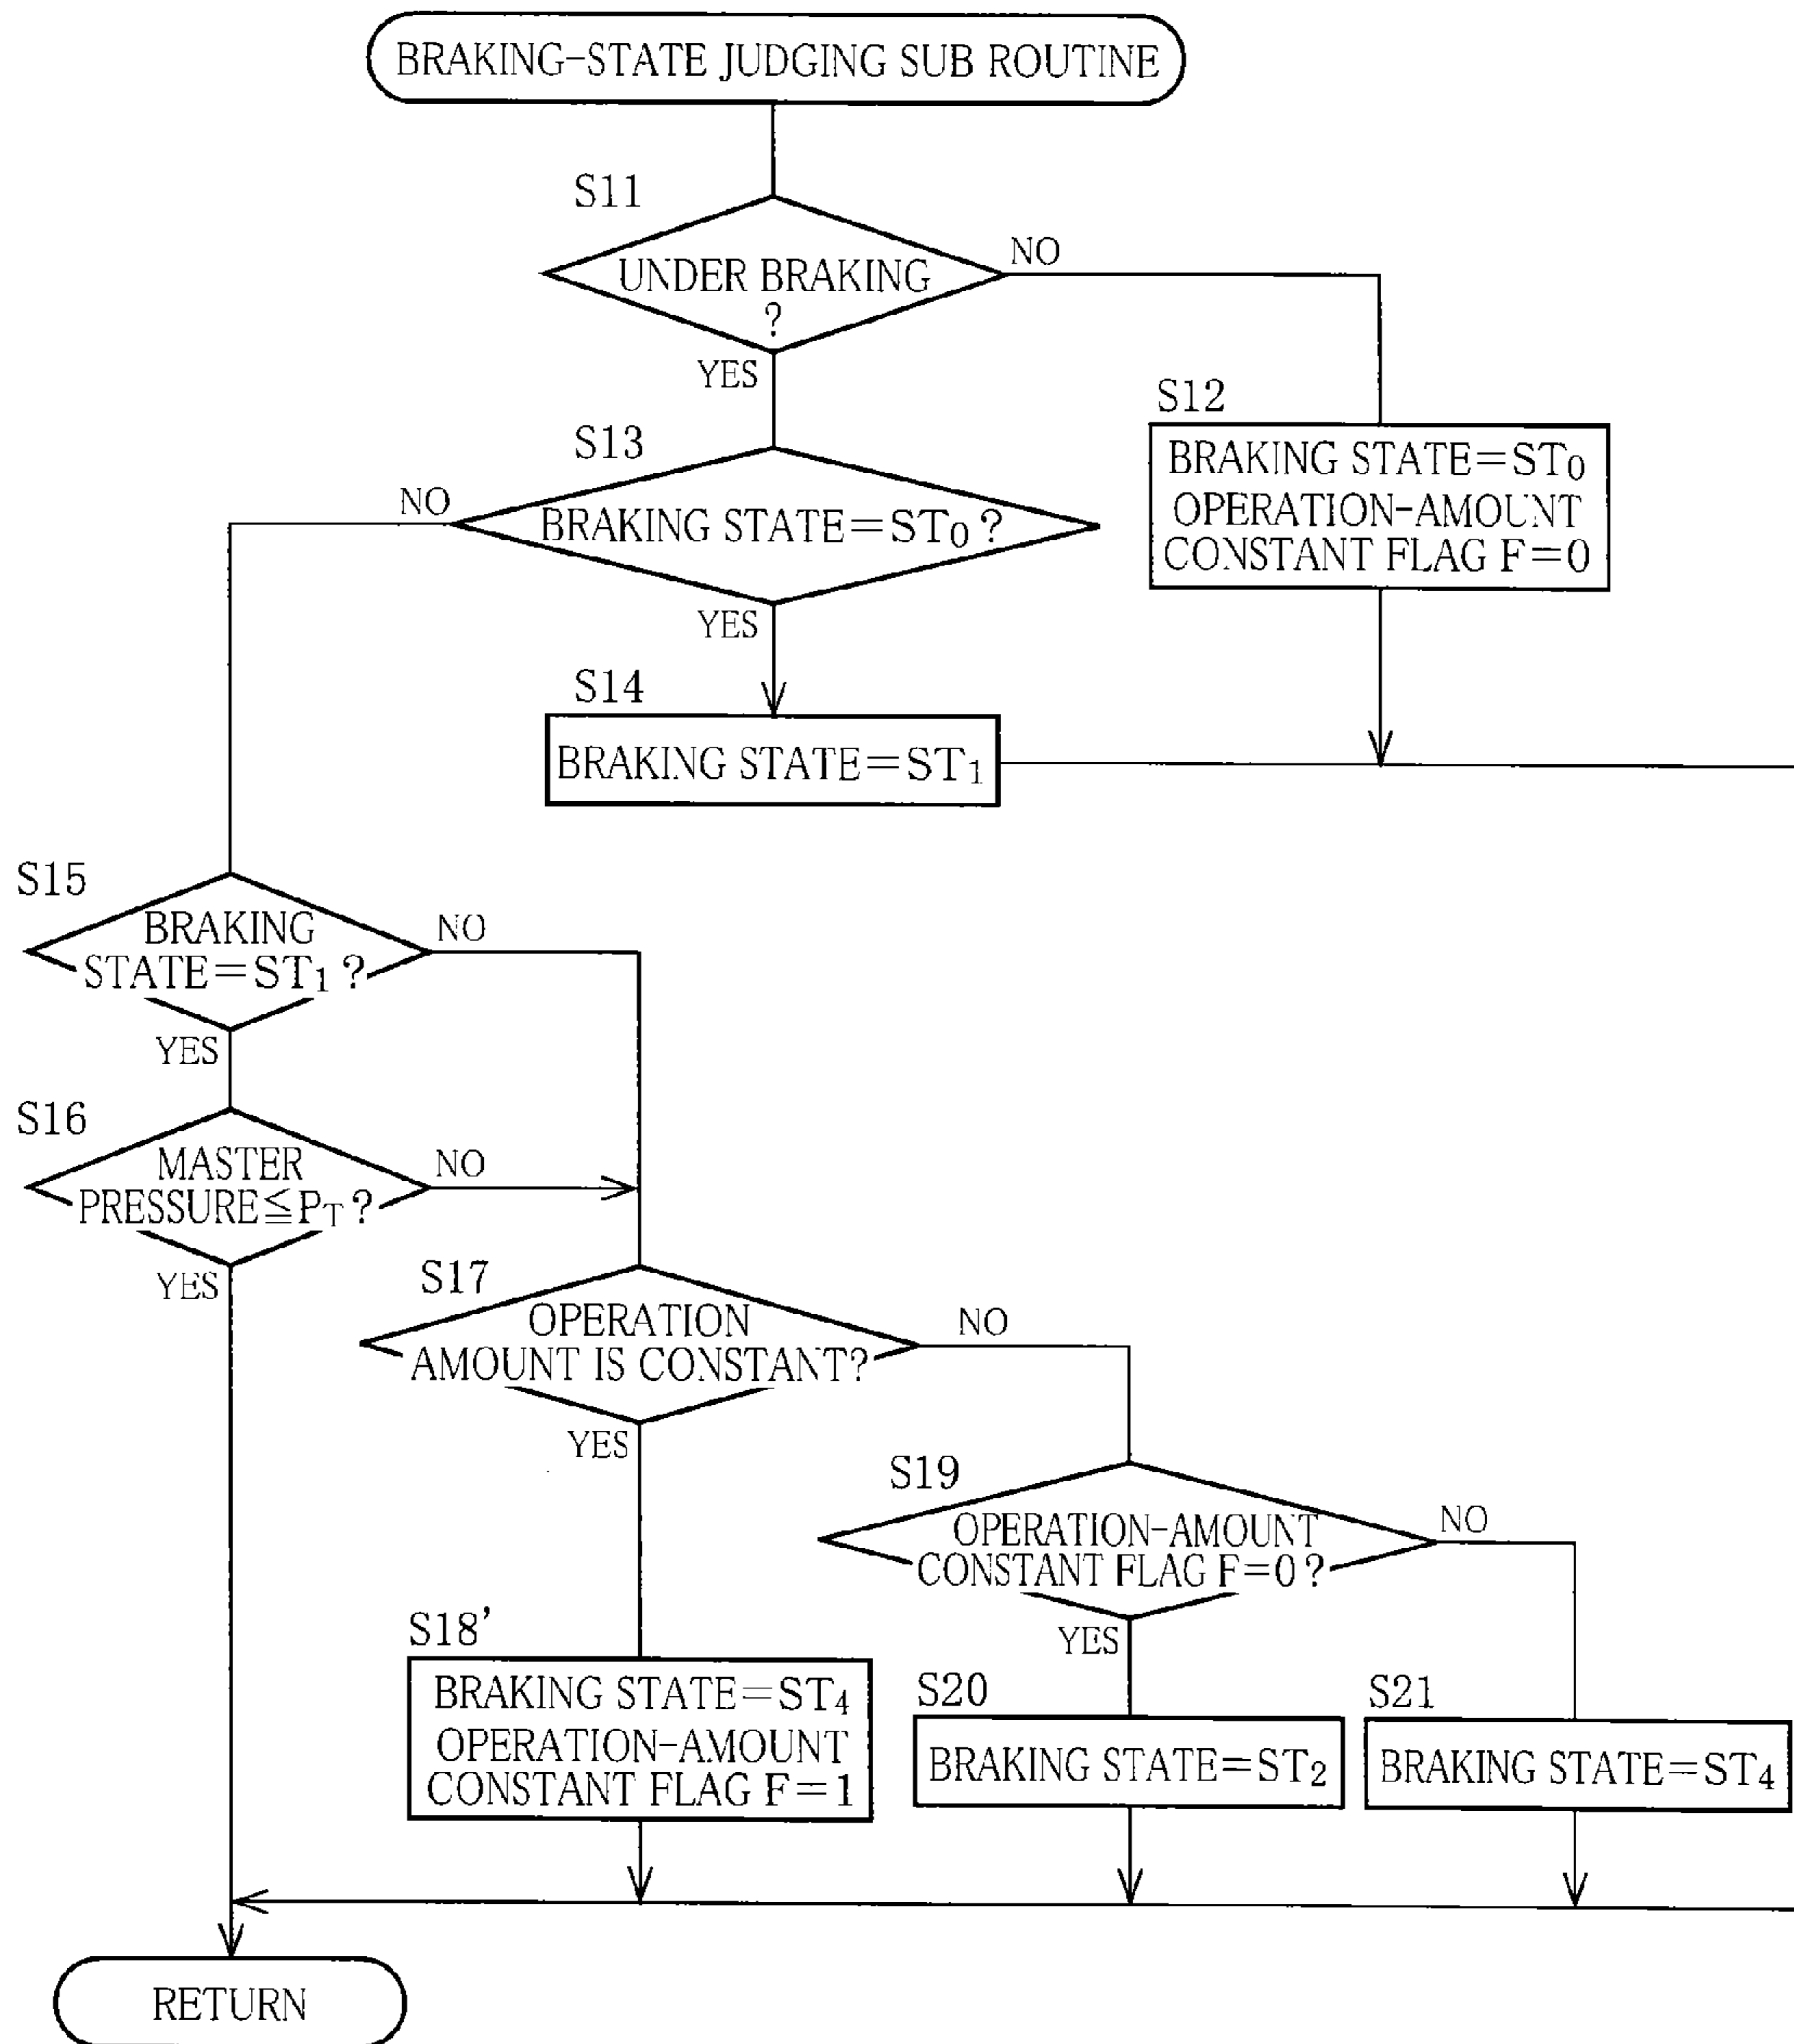 BRAKING-STATE JUDGING SUB ROUTINE
S11
UNDER BRAKING
?
NO
YES
S12
BRAKING STATE=ST₀
OPERATION-AMOUNT
CONSTANT FLAG F=0
S13
BRAKING STATE=ST₀?
NO
YES
S14
BRAKING STATE=ST₁
S15
BRAKING
STATE=ST₁?
NO
YES
S16
MASTER
PRESSURE≦P_T?
NO
YES
S17
OPERATION
AMOUNT IS CONSTANT?
NO
YES
S18'
BRAKING STATE=ST₄
OPERATION-AMOUNT
CONSTANT FLAG F=1
S19
OPERATION-AMOUNT
CONSTANT FLAG F=0?
NO
YES
S20
BRAKING STATE=ST₂
S21
BRAKING STATE=ST₄
RETURN